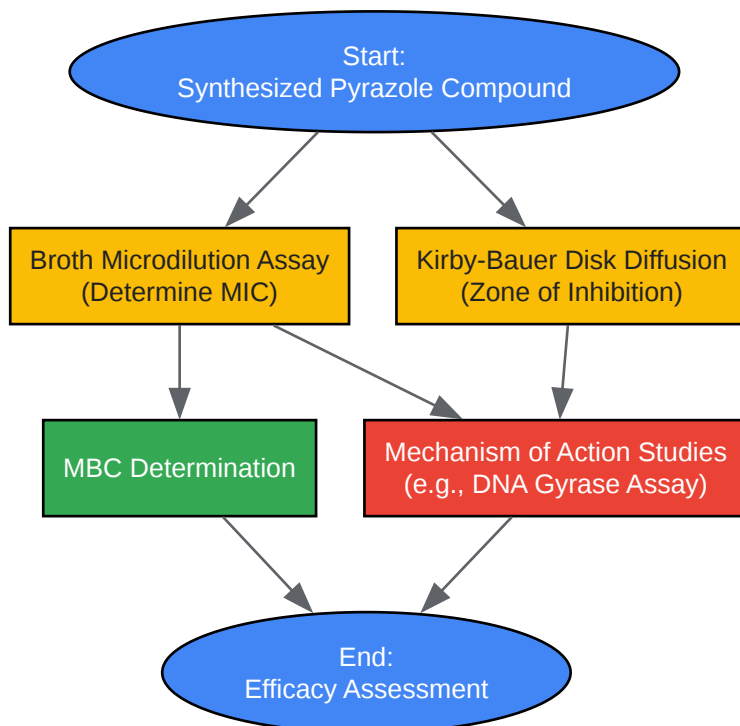 Start:
Synthesized Pyrazole Compound
Broth Microdilution Assay
(Determine MIC)
Kirby-Bauer Disk Diffusion
(Zone of Inhibition)
MBC Determination
Mechanism of Action Studies
(e.g., DNA Gyrase Assay)
End:
Efficacy Assessment